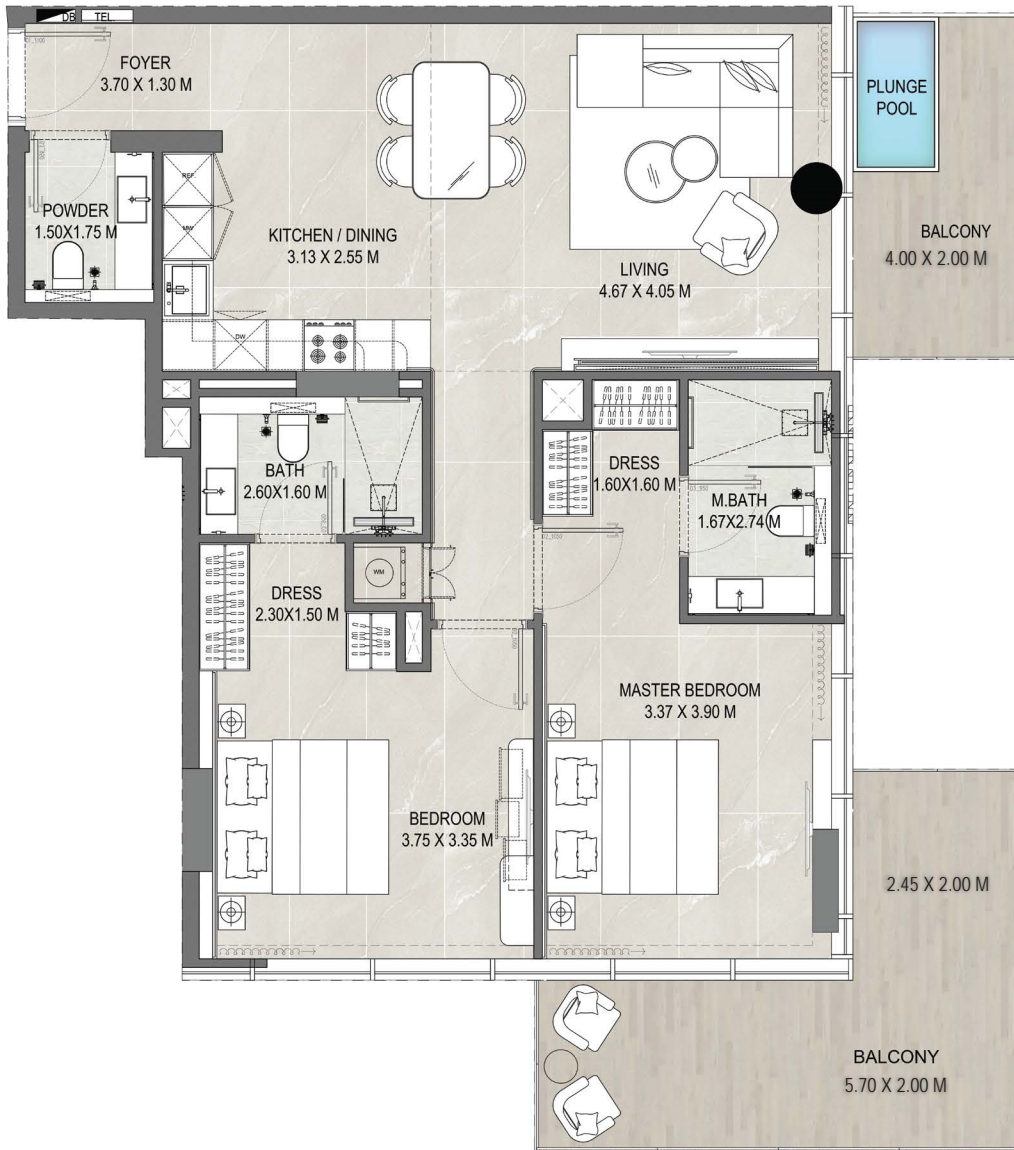 DB
TEL.
FOYER
3.70 X 1.30 M
PLUNGE
POOL
REF.
POWDER
1.50X1.75 M
MW
KITCHEN / DINING
3.13 X 2.55 M
BALCONY
4.00 X 2.00 M
LIVING
4.67 X 4.05 M
DW
BATH
2.60X1.60 M
DRESS
1.60X1.60 M
M.BATH
1.67X2.74 M
WM
DRESS
2.30X1.50 M
MASTER BEDROOM
3.37 X 3.90 M
BEDROOM
3.75 X 3.35 M
2.45 X 2.00 M
BALCONY
5.70 X 2.00 M